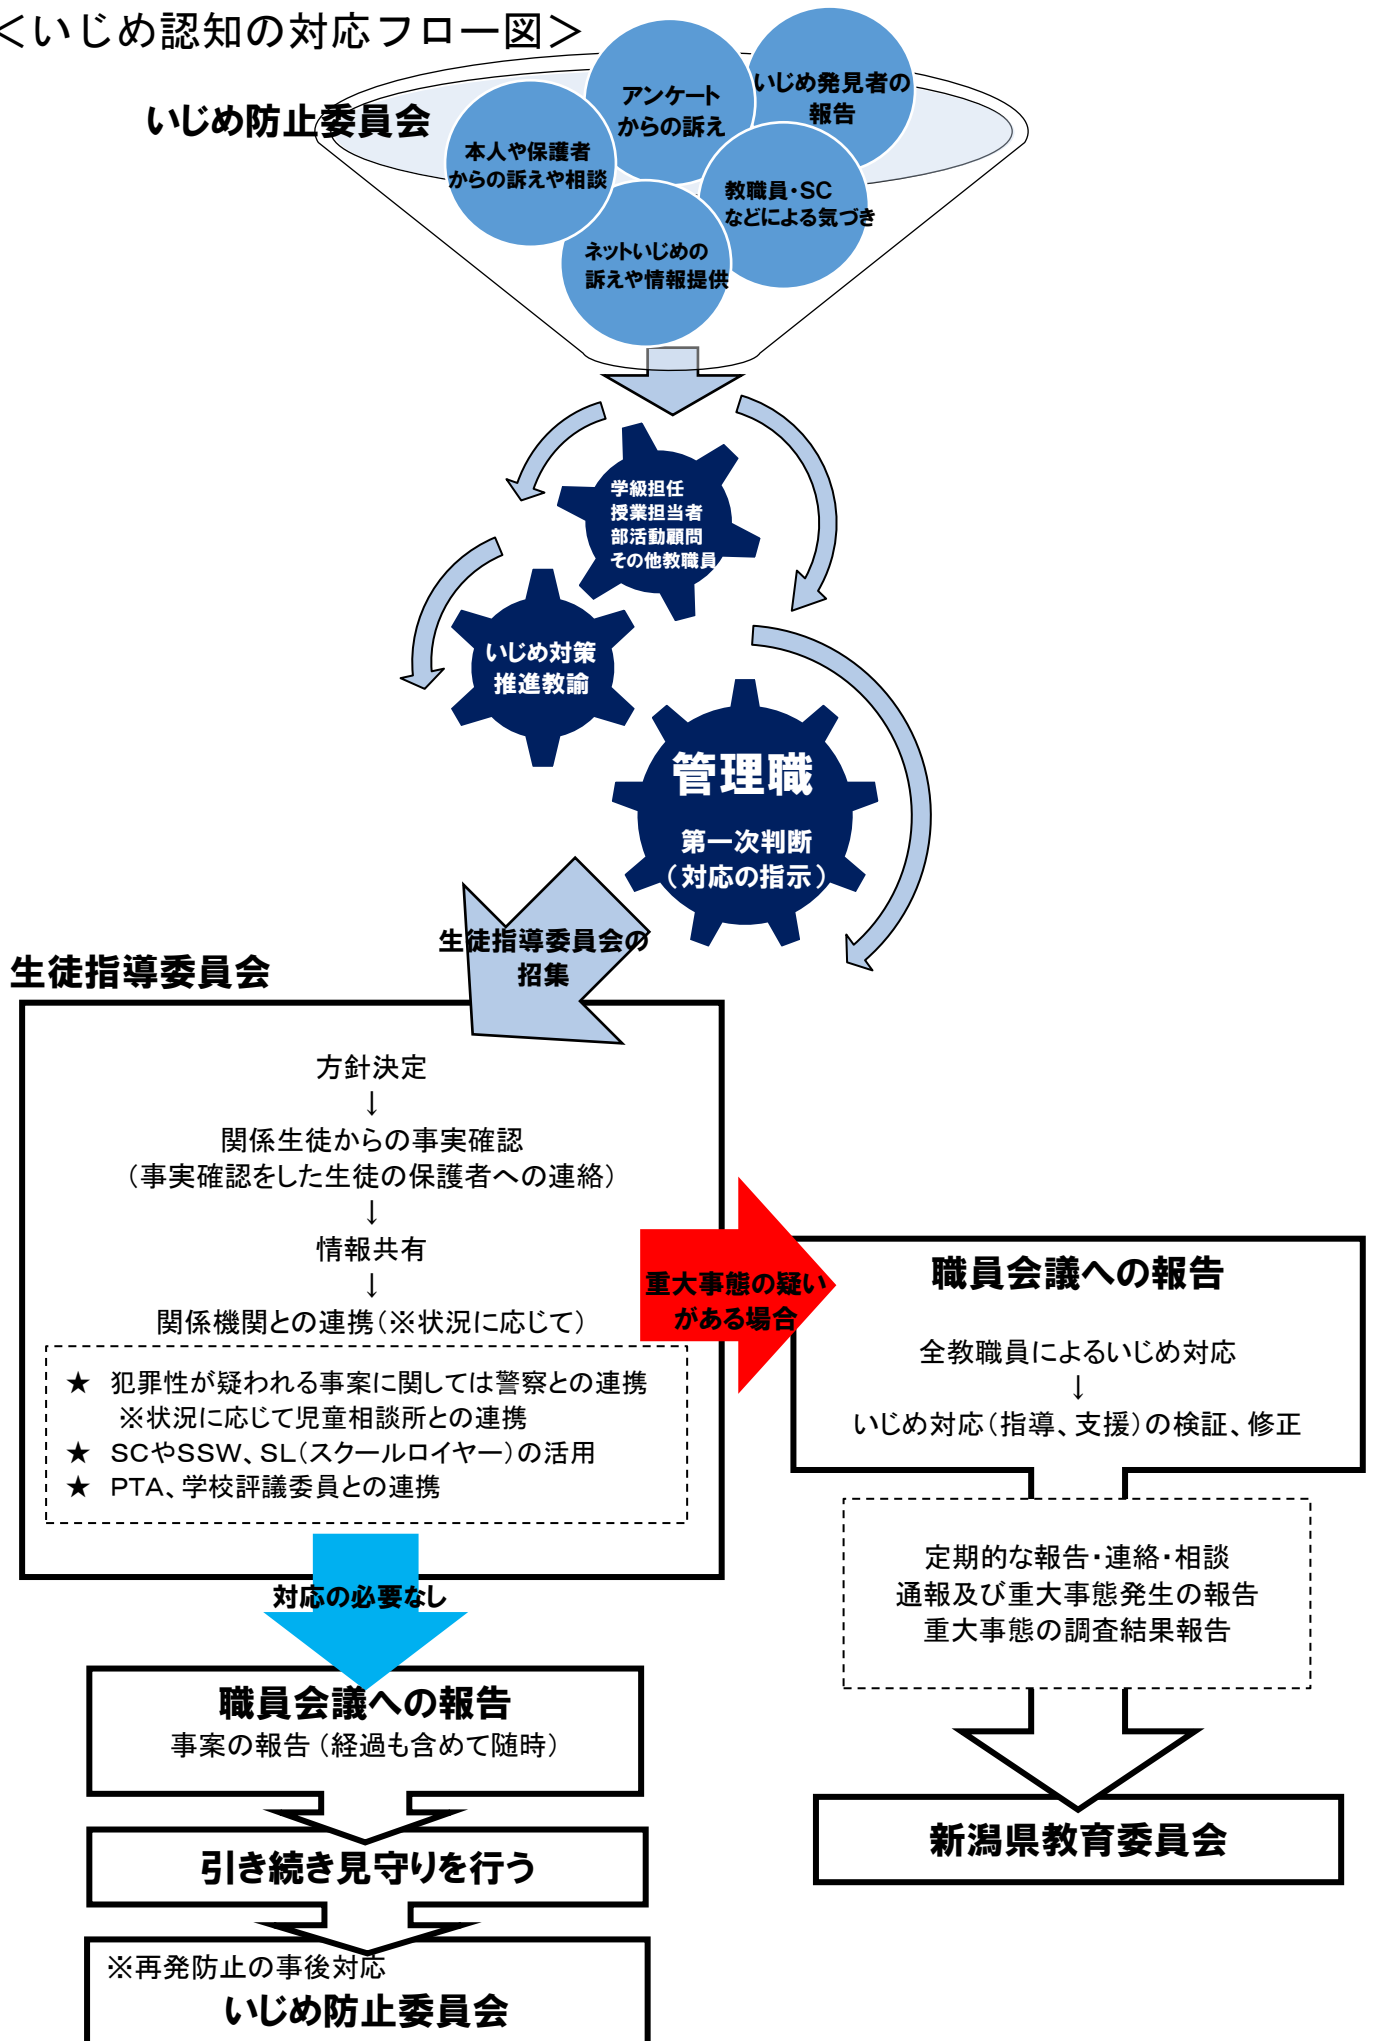 ＜いじめ認知の対応フロー図＞
いじめ防止委員会
アンケート
からの訴え
いじめ発見者の
報告
本人や保護者
からの訴えや相談
教職員・SC
などによる気づき
ネットいじめの
訴えや情報提供
学級担任
授業担当者
部活動顧問
その他教職員
いじめ対策
推進教諭
管理職
第一次判断
（対応の指示）
生徒指導委員会の
招集
生徒指導委員会
方針決定
↓
関係生徒からの事実確認
（事実確認をした生徒の保護者への連絡）
↓
情報共有
↓
関係機関との連携（※状況に応じて）
★ 犯罪性が疑われる事案に関しては警察との連携
※状況に応じて児童相談所との連携
★ SCやSSW、SL（スクールロイヤー）の活用
★ PTA、学校評議委員との連携
重大事態の疑い
がある場合
職員会議への報告
全教職員によるいじめ対応
↓
いじめ対応（指導、支援）の検証、修正
定期的な報告・連絡・相談
通報及び重大事態発生の報告
重大事態の調査結果報告
新潟県教育委員会
対応の必要なし
職員会議への報告
事案の報告（経過も含めて随時）
引き続き見守りを行う
※再発防止の事後対応
いじめ防止委員会